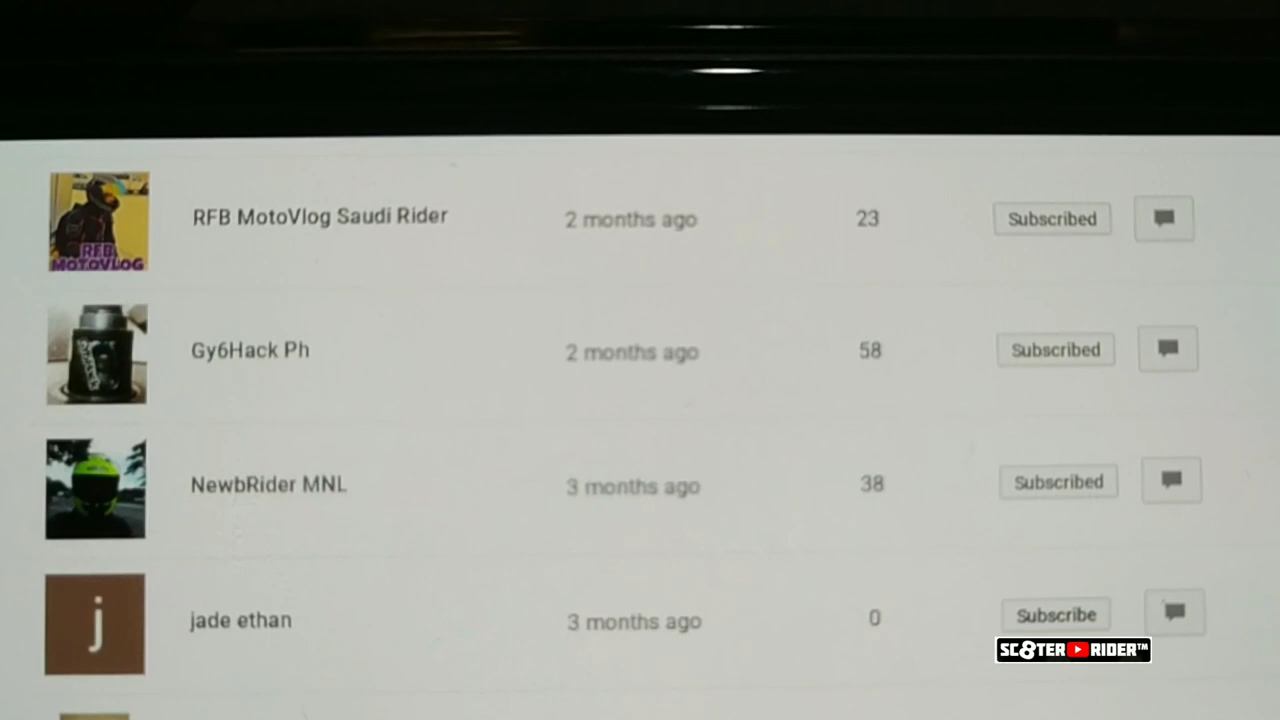 RFB MotoVlog Saudi Rider 2 months ago 23 Subscribed
RFB
MOTOVLOG
Gy6Hack Ph 2 months ago 58 Subscribed
NewbRider MNL 3 months ago 38 Subscribed
j
jade ethan 3 months ago 0 Subscribe
SC8TER RIDER™